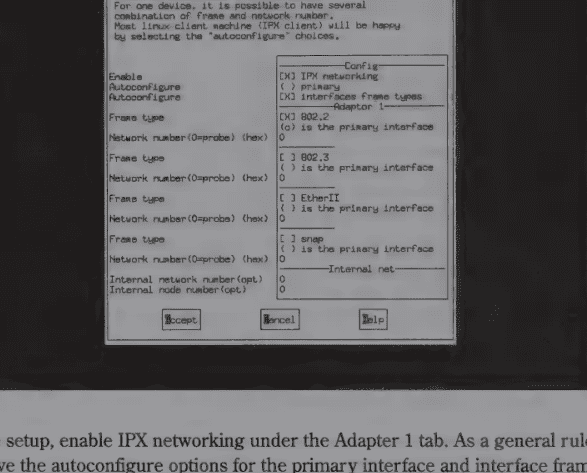 For one device, it is possible to have several
combination of frame and network number.
Most linux client machine (IPX client) will be happy
by selecting the "autoconfigure" choices.
Config
Enable [X] IPX networking
Autoconfigure ( ) primary
Autoconfigure [X] interfaces frame types
Adaptor 1
Frame type [X] 802.2
(o) is the primary interface
Network number(0=probe) (hex) 0
Frame type [ ] 802.3
( ) is the primary interface
Network number(0=probe) (hex) 0
Frame type [ ] EtherII
( ) is the primary interface
Network number(0=probe) (hex) 0
Frame type [ ] snap
( ) is the primary interface
Network number(0=probe) (hex) 0
Internal net
Internal network number(opt) 0
Internal node number(opt) 0
Accept Cancel Help
setup, enable IPX networking under the Adapter 1 tab. As a general rul
ve the autoconfigure options for the primary interface and interface fram